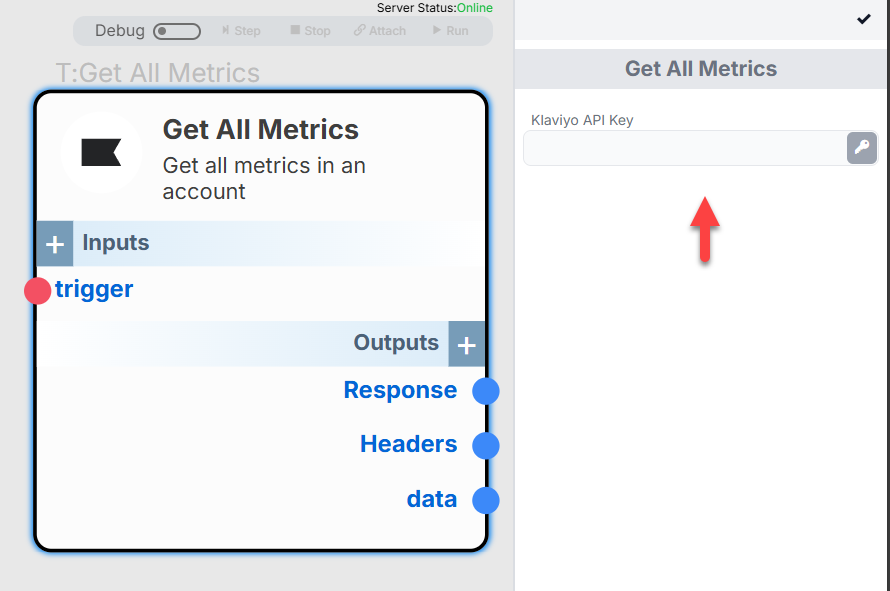 Server Status:Online
Debug
Step
Stop
Attach
Run
T:Get All Metrics
Get All Metrics
Get all metrics in an
account
Inputs
trigger
Outputs
Response
Headers
data
Get All Metrics
Klaviyo API Key